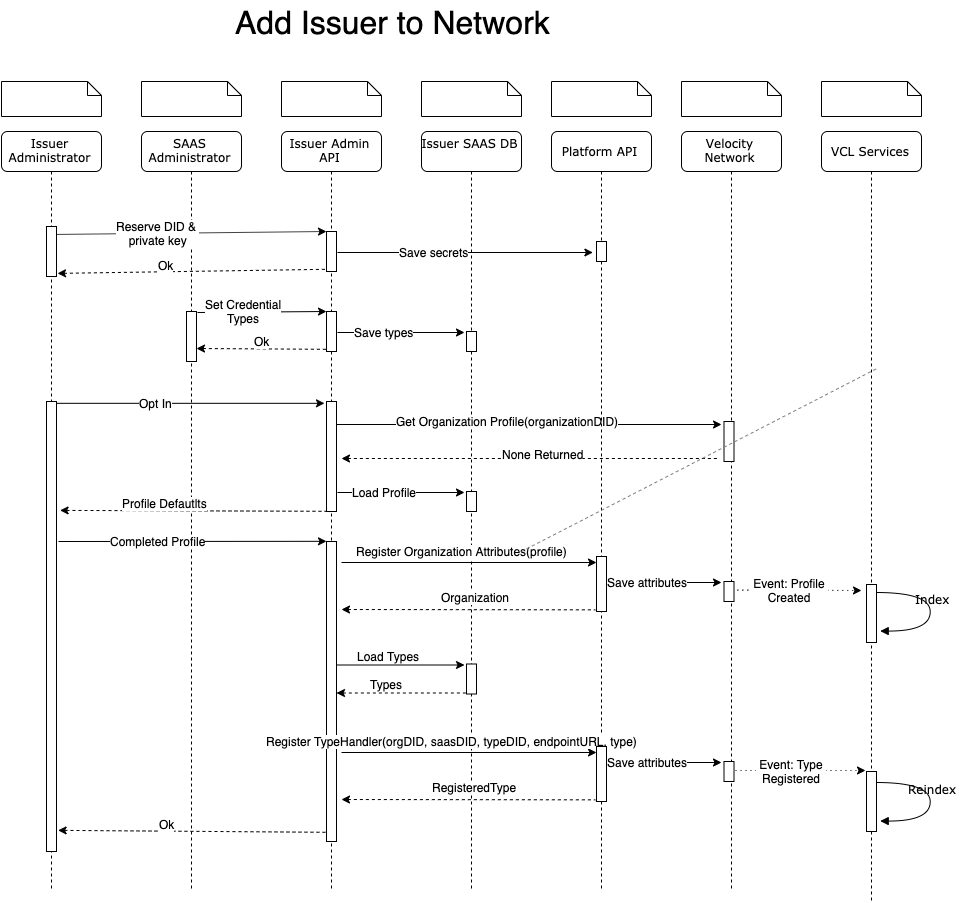 Add Issuer to Network
Issuer
Administrator
SAAS
Administrator
Issuer Admin
API
Issuer SAAS DB
Platform API
Velocity
Network
VCL Services
Reserve DID &
private key
Save secrets
Ok
Set Credential
Types
Save types
Ok
Opt In
Get Organization Profile(organizationDID)
None Returned
Load Profile
Profile Defaultts
Completed Profile
Register Organization Attributes(profile)
Save attributes
Event: Profile
Created
Index
Organization
Load Types
Types
Register TypeHandler(orgDID, saasDID, typeDID, endpointURL, type)
Save attributes
Event: Type
Registered
Reindex
RegisteredType
Ok